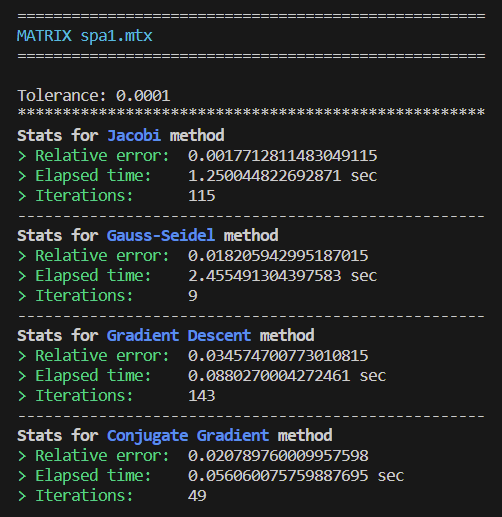 ====================================================
MATRIX spa1.mtx
====================================================
Tolerance: 0.0001
****************************************************
Stats for Jacobi method
> Relative error:  0.0017712811483049115
> Elapsed time:    1.250044822692871 sec
> Iterations:      115
----------------------------------------------------
Stats for Gauss-Seidel method
> Relative error:  0.018205942995187015
> Elapsed time:    2.455491304397583 sec
> Iterations:      9
----------------------------------------------------
Stats for Gradient Descent method
> Relative error:  0.034574700773010815
> Elapsed time:    0.0880270004272461 sec
> Iterations:      143
----------------------------------------------------
Stats for Conjugate Gradient method
> Relative error:  0.020789760009957598
> Elapsed time:    0.056060075759887695 sec
> Iterations:      49